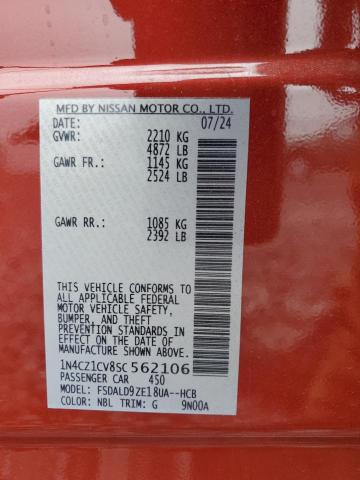 MFD BY NISSAN MOTOR CO., LTD.
DATE: 07/24
GVWR: 2210 KG
4872 LB
GAWR FR: 1145 KG
2524 LB
GAWR RR: 1085 KG
2392 LB
THIS VEHICLE CONFORMS TO
ALL APPLICABLE FEDERAL
MOTOR VEHICLE SAFETY,
BUMPER, AND THEFT
PREVENTION STANDARDS
IN EFFECT ON THE DATE
OF MANUFACTURE SHOWN
ABOVE.
1N4CZ1CV8SC562106
PASSENGER CAR 450
MODEL: FSDALD9ZE18UA--HCB
NBL TRIM: G 9N00A